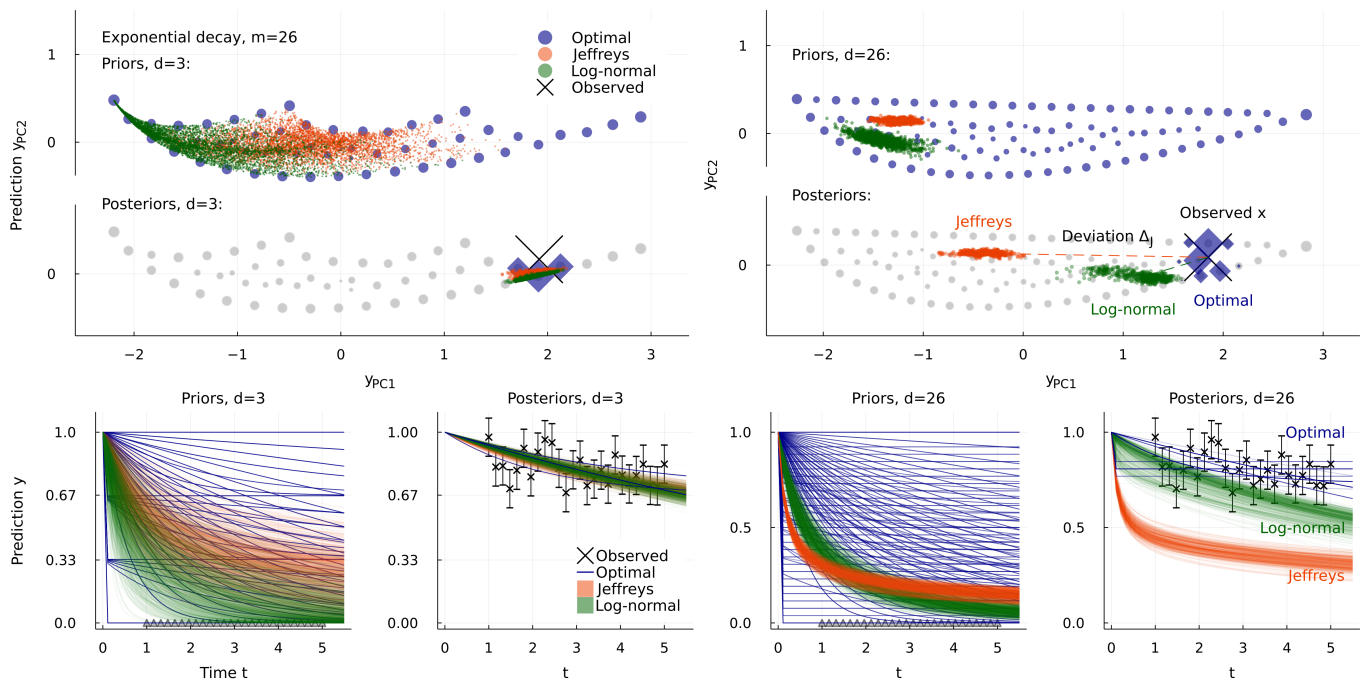 Exponential decay, m=26
Priors, d=3:
Optimal
Jeffreys
Log-normal
Observed
1
0
Prediction yPC2
Posteriors, d=3:
0
−2
−1
0
1
2
3
yPC1
Priors, d=26:
1
0
yPC2
Posteriors:
Jeffreys
Deviation ΔJ
Observed x
Log-normal
Optimal
0
−2
−1
0
1
2
3
yPC1
Priors, d=3
1.0
0.67
0.33
0.0
Prediction y
0
1
2
3
4
5
Time t
Posteriors, d=3
1.00
0.67
0.33
0.00
Observed
Optimal
Jeffreys
Log-normal
0
1
2
3
4
5
t
Priors, d=26
1.0
0.5
0.0
0
1
2
3
4
5
t
Posteriors, d=26
1.0
0.5
0.0
Optimal
Log-normal
Jeffreys
0
1
2
3
4
5
t